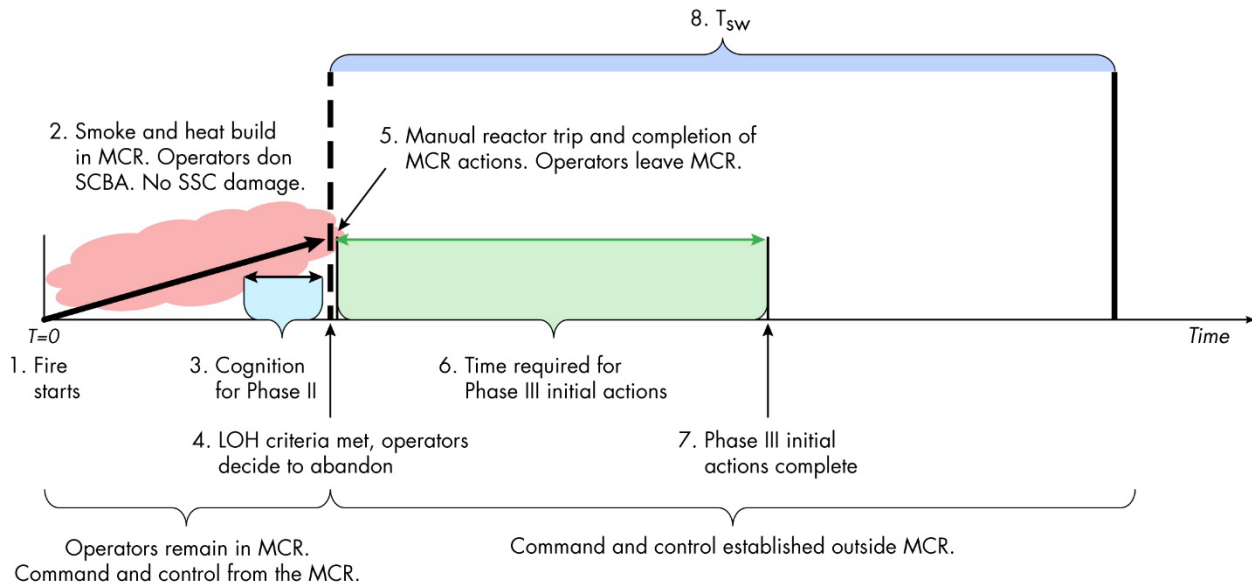 8. Tsw
2. Smoke and heat build
in MCR. Operators don
SCBA. No SSC damage.
5. Manual reactor trip and completion of
MCR actions. Operators leave MCR.
T=0
Time
1. Fire
starts
3. Cognition
for Phase II
6. Time required for
Phase III initial actions
4. LOH criteria met, operators
decide to abandon
7. Phase III initial
actions complete
Operators remain in MCR.
Command and control from the MCR.
Command and control established outside MCR.